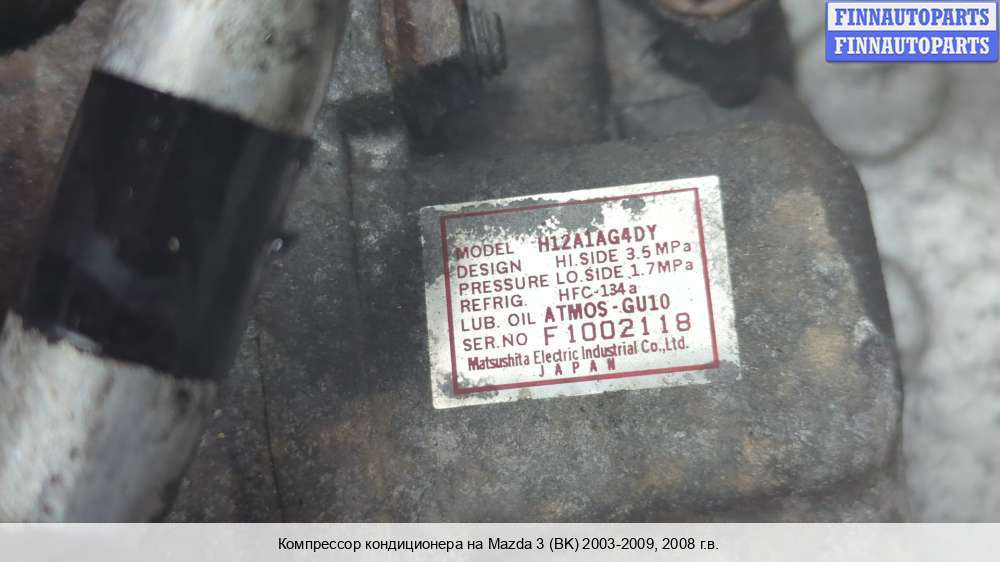 FINNAUTOPARTS
FINNAUTOPARTS
MODEL H12A1AG4DY
DESIGN HI.SIDE 3.5MPa
PRESSURE LO.SIDE 1.7MPa
REFRIG. HFC-134a
LUB. OIL ATMOS-GU10
SER.NO F1002118
Matsushita Electric Industrial Co.,Ltd.
JAPAN
Компрессор кондиционера на Mazda 3 (BK) 2003-2009, 2008 г.в.